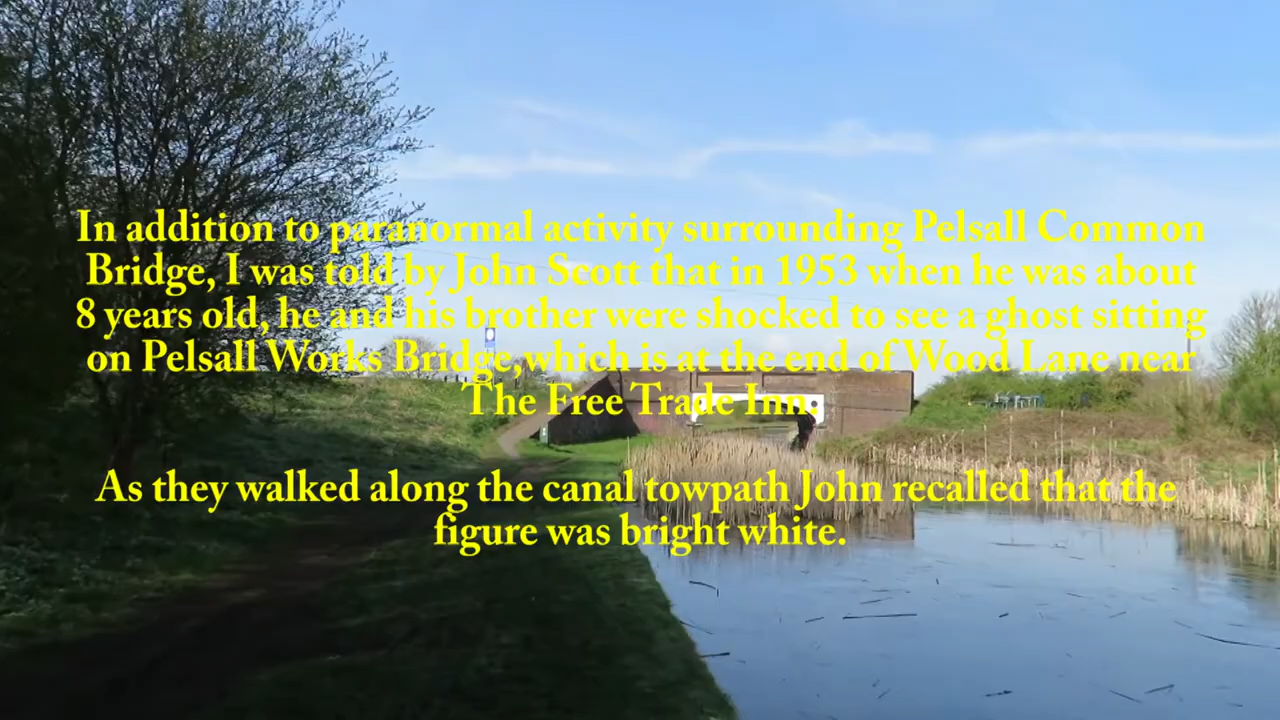 In addition to paranormal activity surrounding Pelsall Common
Bridge, I was told by John Scott that in 1953 when he was about
8 years old, he and his brother were shocked to see a ghost sitting
on Pelsall Works Bridge,which is at the end of Wood Lane near
The Free Trade Inn.
As they walked along the canal towpath John recalled that the
figure was bright white.